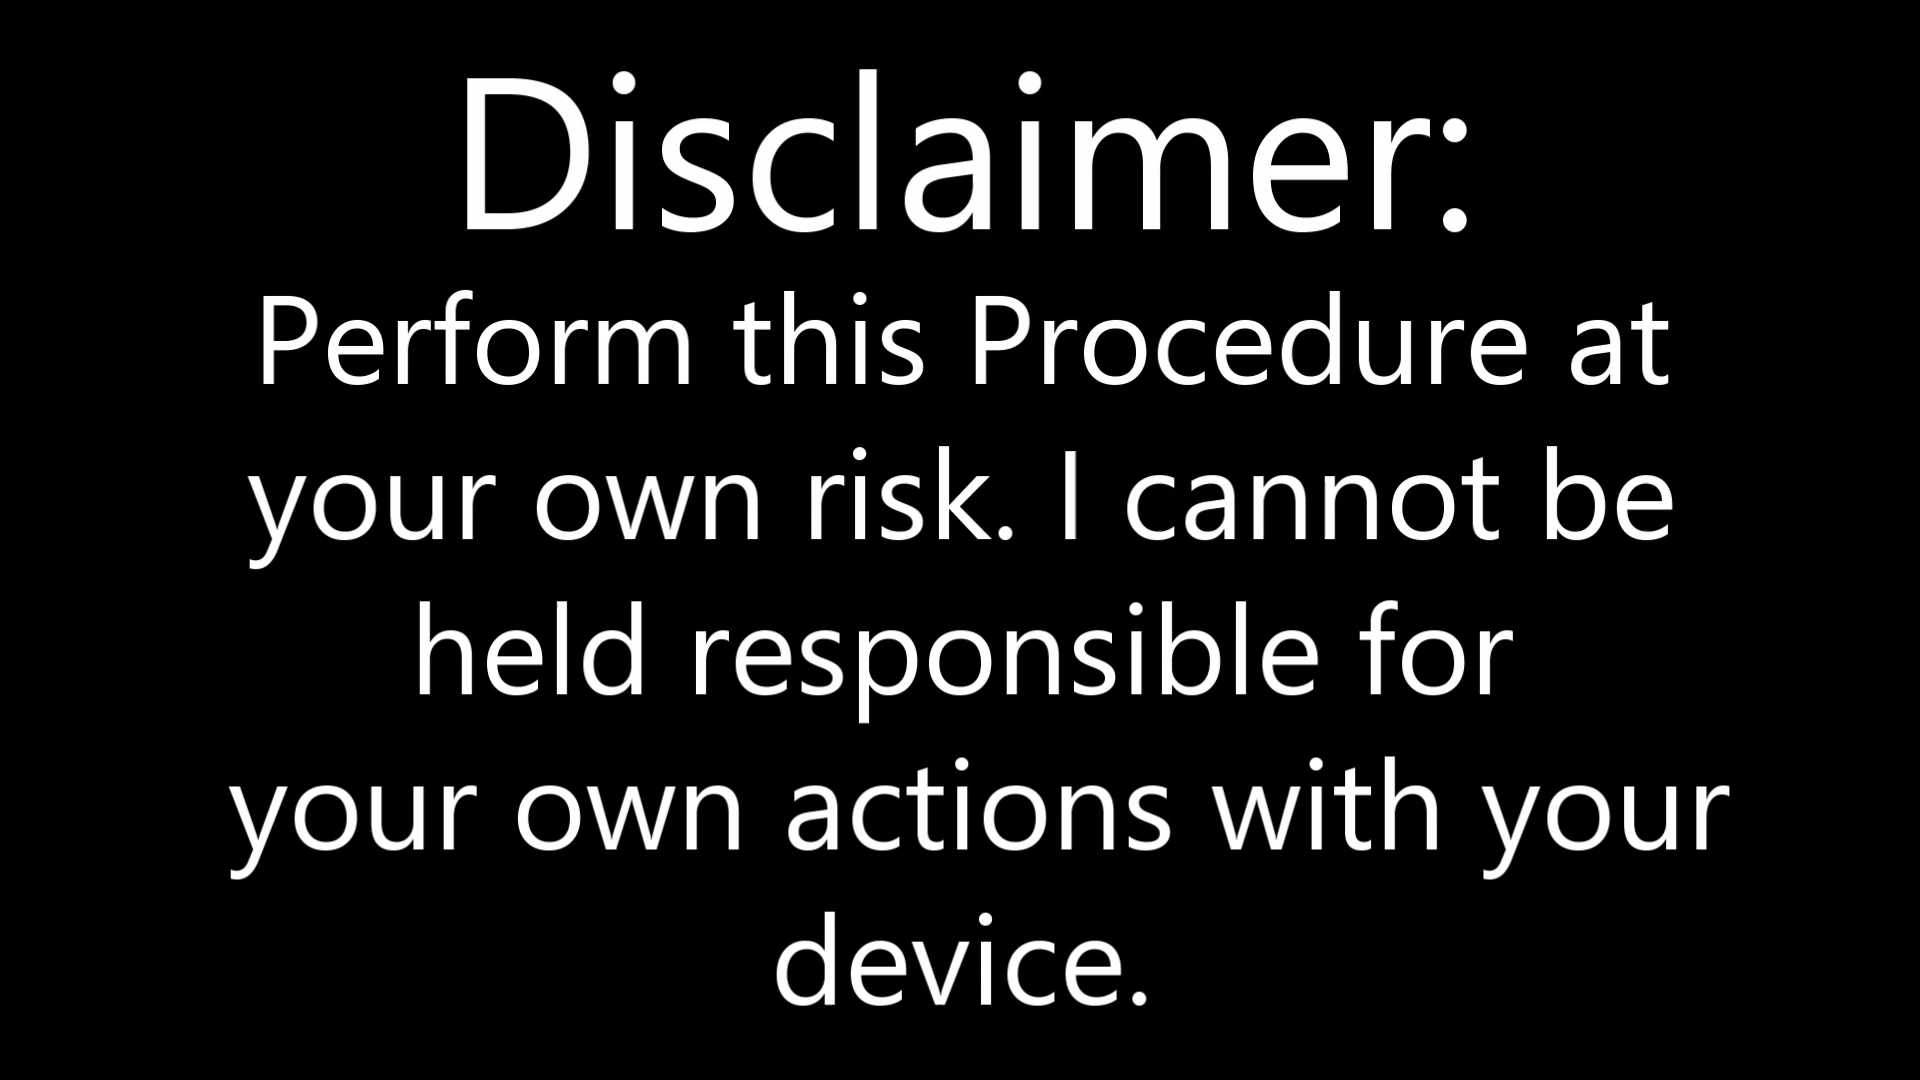 Disclaimer:
Perform this Procedure at
your own risk. I cannot be
held responsible for
your own actions with your
device.